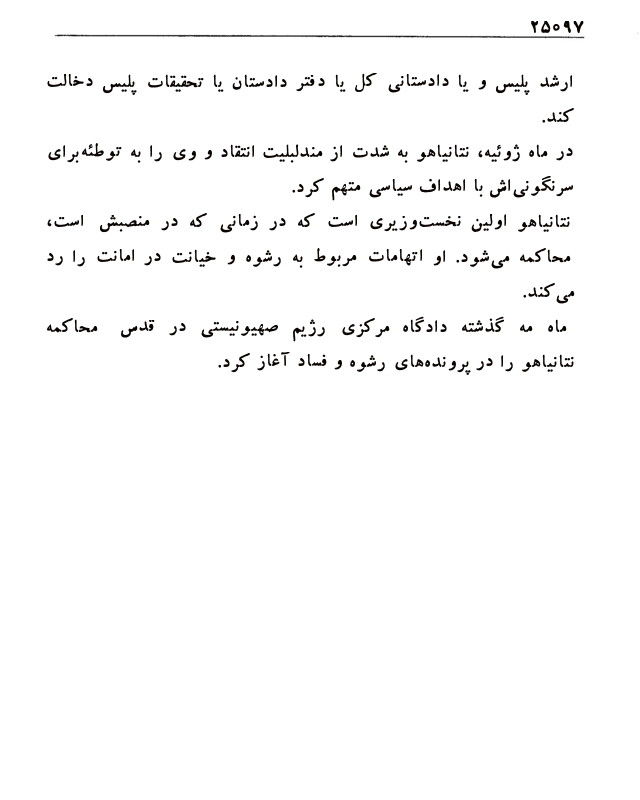 ۲۵۰۹۷
ارشد پلیس و یا دادستانی کل یا دفتر دادستان یا تحقیقات پلیس دخالت
کند.
در ماه ژوئیه، نتانیاهو به شدت از مندلبلیت انتقاد و وی را به توطئه‌برای
سرنگونی‌اش با اهداف سیاسی متهم کرد.
نتانیاهو اولین نخست‌وزیری است که در زمانی که در منصبش است،
محاکمه می‌شود. او اتهامات مربوط به رشوه و خیانت در امانت را رد
می‌کند.
ماه مه گذشته دادگاه مرکزی رژیم صهیونیستی در قدس محاکمه
نتانیاهو را در پرونده‌های رشوه و فساد آغاز کرد.